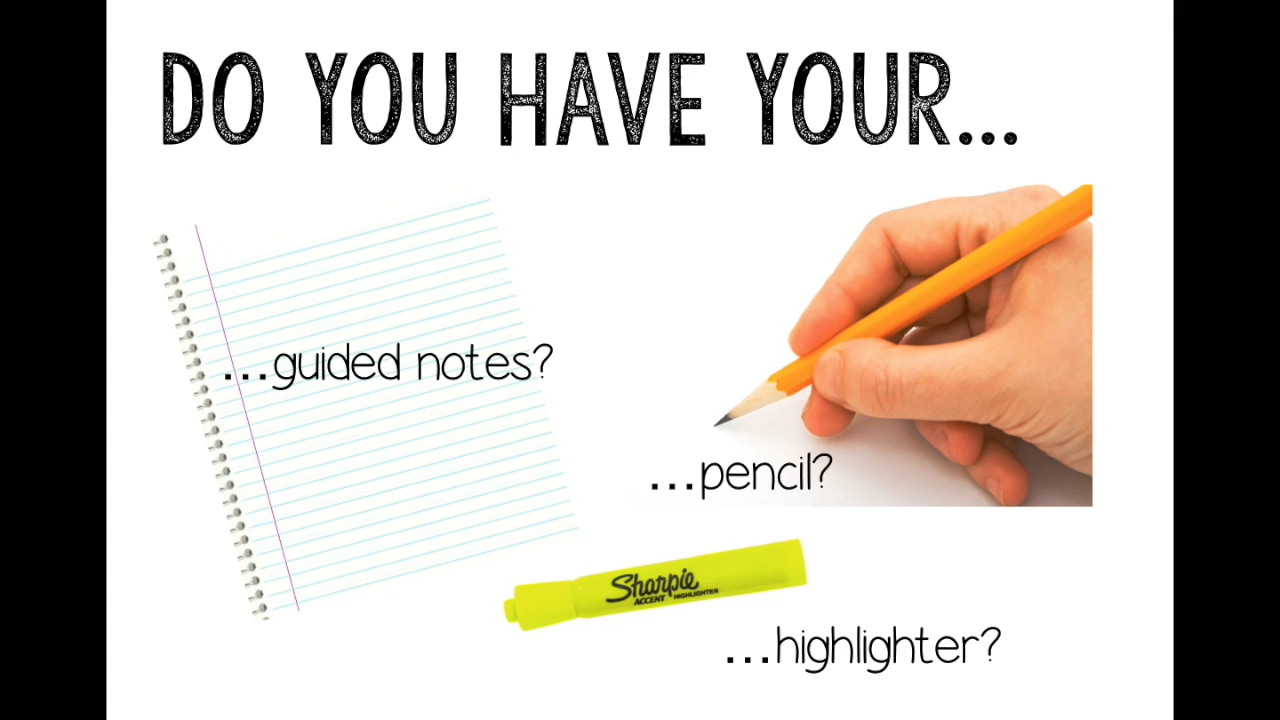 DO YOU HAVE YOUR...
...guided notes?
...pencil?
Sharpie
ACCENT HIGHLIGHTER
...highlighter?